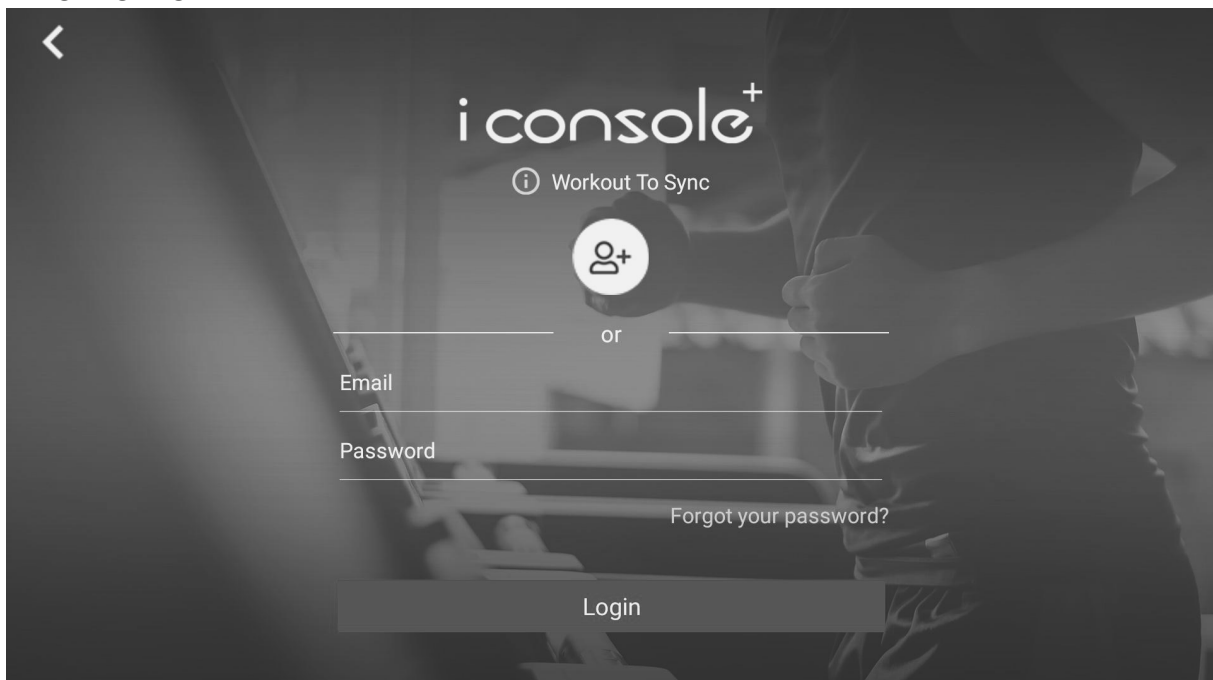 i console+
Workout To Sync
or
Email
Password
Forgot your password?
Login